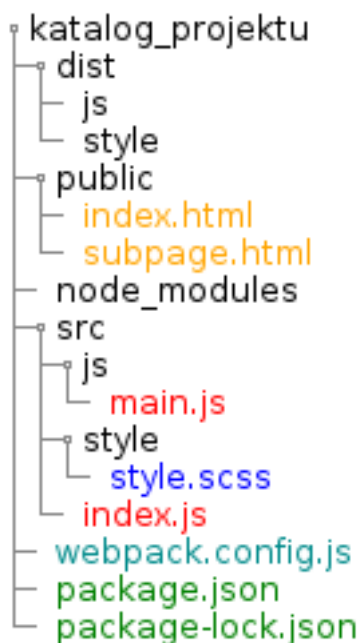 katalog_projektu
dist
js
style
public
index.html
subpage.html
node_modules
src
js
main.js
style
style.scss
index.js
webpack.config.js
package.json
package-lock.json